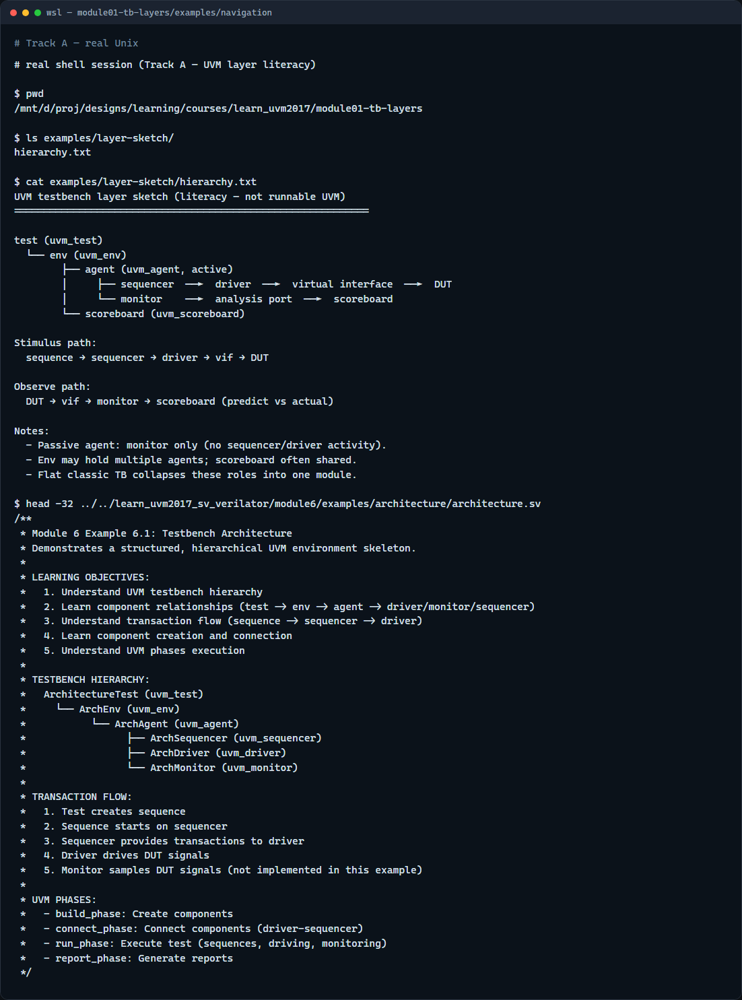 wsl — module01-tb-layers/examples/navigation
# Track A — real Unix
# real shell session (Track A — UVM layer literacy)
$ pwd
/mnt/d/proj/designs/learning/courses/learn_uvm2017/module01-tb-layers
$ ls examples/layer-sketch/
hierarchy.txt
$ cat examples/layer-sketch/hierarchy.txt
UVM testbench layer sketch (literacy — not runnable UVM)
════════════════════════════════════════════════════════════
test (uvm_test)
  └── env (uvm_env)
        ├── agent (uvm_agent, active)
        │     ├── sequencer  ──►  driver  ──►  virtual interface  ──►  DUT
        │     └── monitor    ──►  analysis port  ──►  scoreboard
        └── scoreboard (uvm_scoreboard)
Stimulus path:
  sequence → sequencer → driver → vif → DUT
Observe path:
  DUT → vif → monitor → scoreboard (predict vs actual)
Notes:
  - Passive agent: monitor only (no sequencer/driver activity).
  - Env may hold multiple agents; scoreboard often shared.
  - Flat classic TB collapses these roles into one module.
$ head -32 ../../learn_uvm2017_sv_verilator/module6/examples/architecture/architecture.sv
/**
 * Module 6 Example 6.1: Testbench Architecture
 * Demonstrates a structured, hierarchical UVM environment skeleton.
 *
 * LEARNING OBJECTIVES:
 *   1. Understand UVM testbench hierarchy
 *   2. Learn component relationships (test -> env -> agent -> driver/monitor/sequencer)
 *   3. Understand transaction flow (sequence -> sequencer -> driver)
 *   4. Learn component creation and connection
 *   5. Understand UVM phases execution
 *
 * TESTBENCH HIERARCHY:
 *   ArchitectureTest (uvm_test)
 *     └── ArchEnv (uvm_env)
 *           └── ArchAgent (uvm_agent)
 *                 ├── ArchSequencer (uvm_sequencer)
 *                 ├── ArchDriver (uvm_driver)
 *                 └── ArchMonitor (uvm_monitor)
 *
 * TRANSACTION FLOW:
 *   1. Test creates sequence
 *   2. Sequence starts on sequencer
 *   3. Sequencer provides transactions to driver
 *   4. Driver drives DUT signals
 *   5. Monitor samples DUT signals (not implemented in this example)
 *
 * UVM PHASES:
 *   - build_phase: Create components
 *   - connect_phase: Connect components (driver-sequencer)
 *   - run_phase: Execute test (sequences, driving, monitoring)
 *   - report_phase: Generate reports
 */